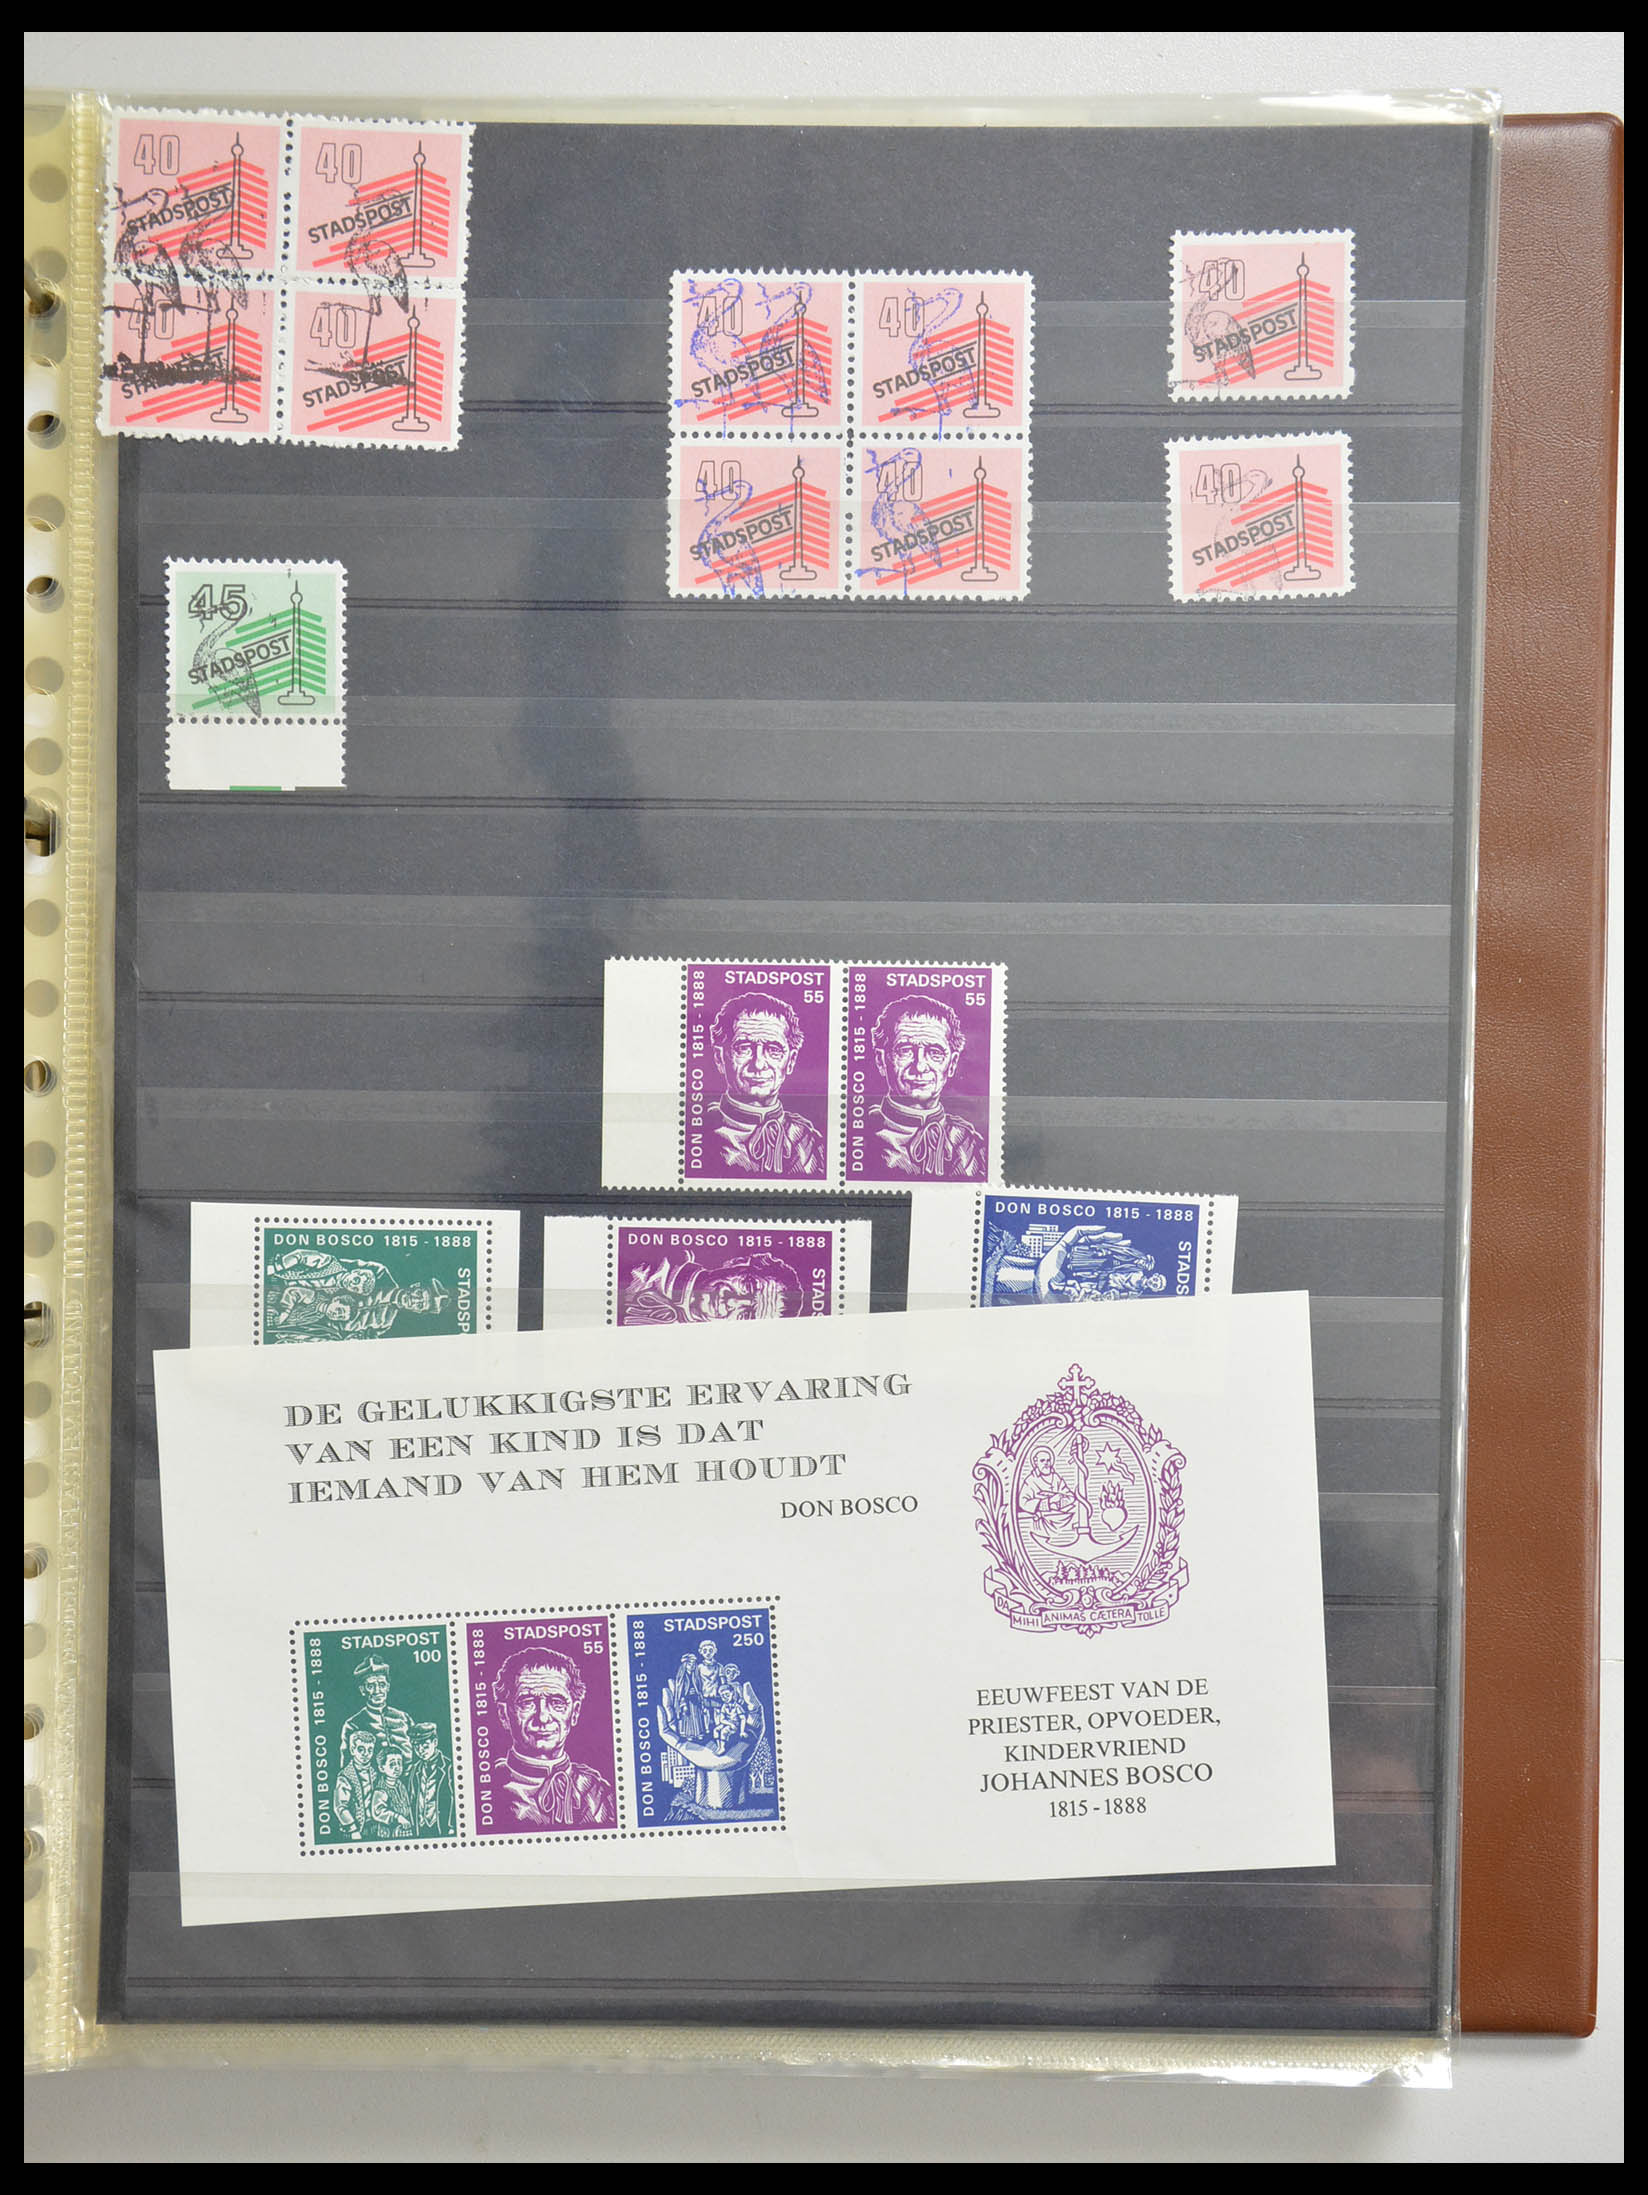 40
STADSPOST
40
STADSPOST
40
STADSPOST
40
STADSPOST
40
STADSPOST
40
STADSPOST
40
STADSPOST
40
STADSPOST
40
STADSPOST
40
STADSPOST
45
STADSPOST
STADSPOST
55
DON BOSCO 1815 - 1888
STADSPOST
55
DON BOSCO 1815 - 1888
DON BOSCO 1815 - 1888
STADSP
DON BOSCO 1815 - 1888
STADS
DON BOSCO 1815 - 1888
STADS
DE GELUKKIGSTE ERVARING
VAN EEN KIND IS DAT
IEMAND VAN HEM HOUDT
DON BOSCO
DA MIHI ANIMAS CÆTERA TOLLE
STADSPOST
100
DON BOSCO 1815 - 1888
STADSPOST
55
DON BOSCO 1815 - 1888
STADSPOST
250
DON BOSCO 1815 - 1888
EEUWFEEST VAN DE
PRIESTER, OPVOEDER,
KINDERVRIEND
JOHANNES BOSCO
1815 - 1888